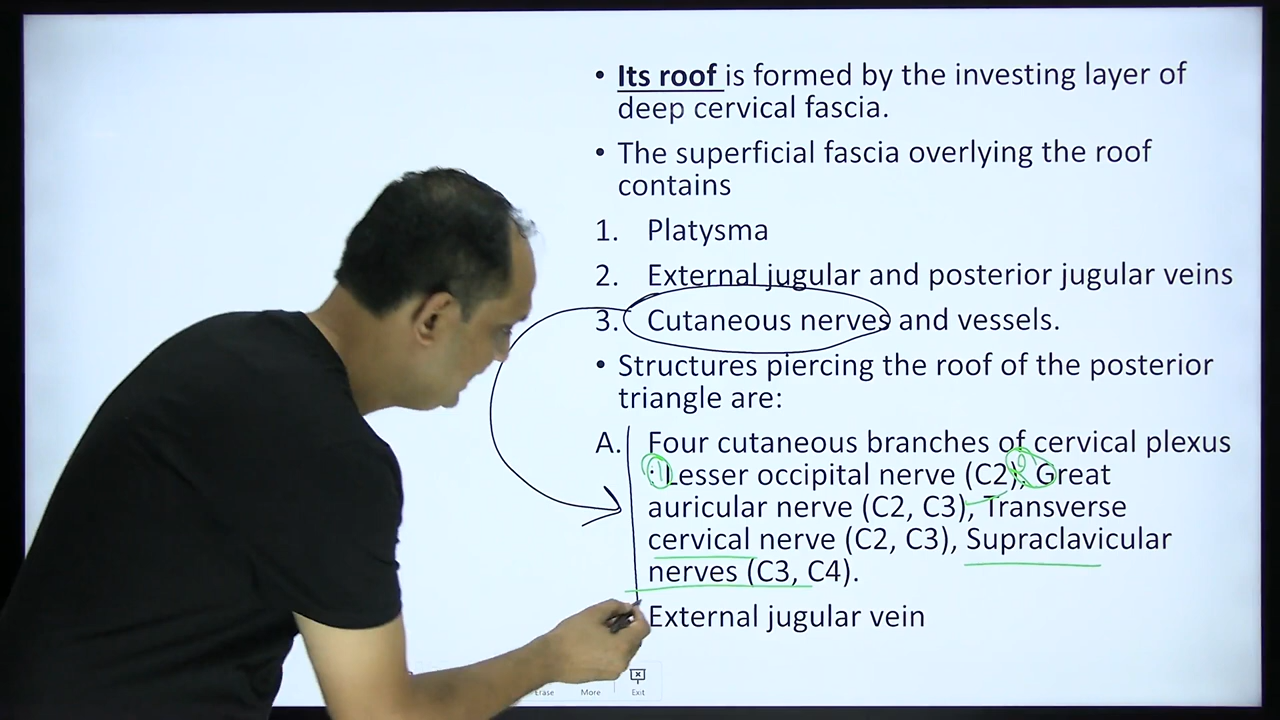 • Its roof is formed by the investing layer of
deep cervical fascia.
• The superficial fascia overlying the roof
contains
1. Platysma
2. External jugular and posterior jugular veins
3. Cutaneous nerves and vessels.
• Structures piercing the roof of the posterior
triangle are:
A. Four cutaneous branches of cervical plexus
: Lesser occipital nerve (C2), Great
auricular nerve (C2, C3), Transverse
cervical nerve (C2, C3), Supraclavicular
nerves (C3, C4).
External jugular vein
Erase More Exit